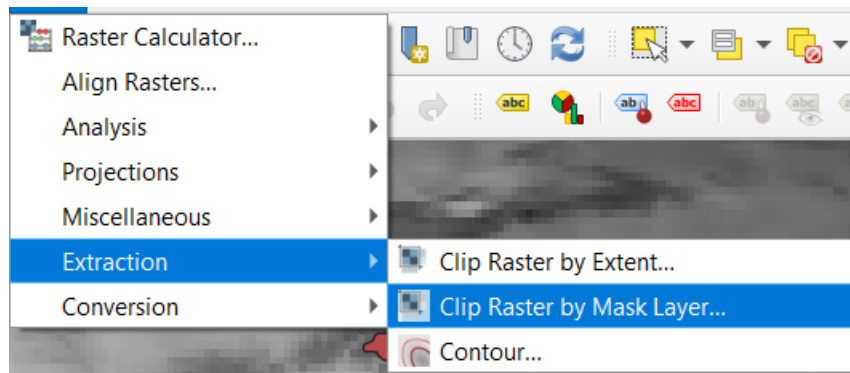 Raster Calculator...
Align Rasters...
Analysis
Projections
Miscellaneous
Extraction
Conversion
Clip Raster by Extent...
Clip Raster by Mask Layer...
Contour...
abc
abc